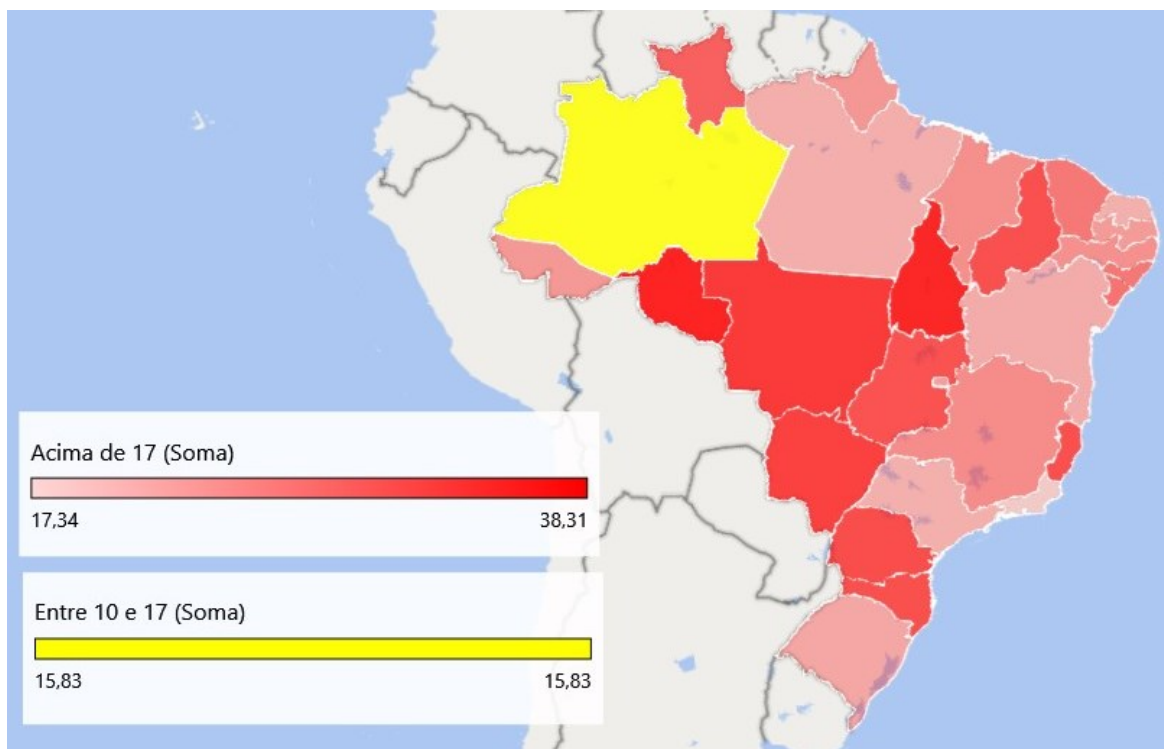 Acima de 17 (Soma)
17,34 38,31
Entre 10 e 17 (Soma)
15,83 15,83